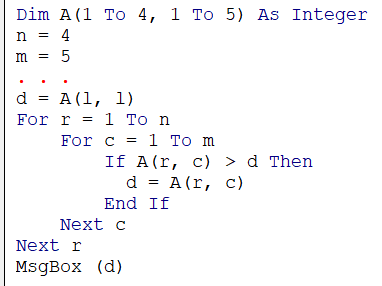 Dim A(1 To 4, 1 To 5) As Integer
n = 4
m = 5
. . .
d = A(1, 1)
For r = 1 To n
For c = 1 To m
If A(r, c) > d Then
d = A(r, c)
End If
Next c
Next r
MsgBox (d)